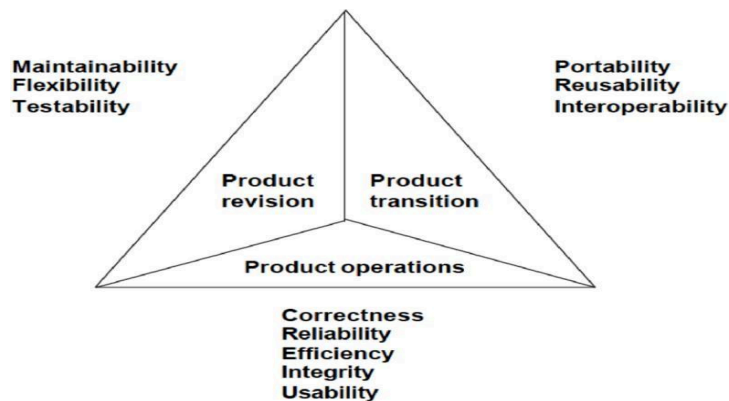 Maintainability
Flexibility
Testability
Portability
Reusability
Interoperability
Product
revision
Product
transition
Product operations
Correctness
Reliability
Efficiency
Integrity
Usability